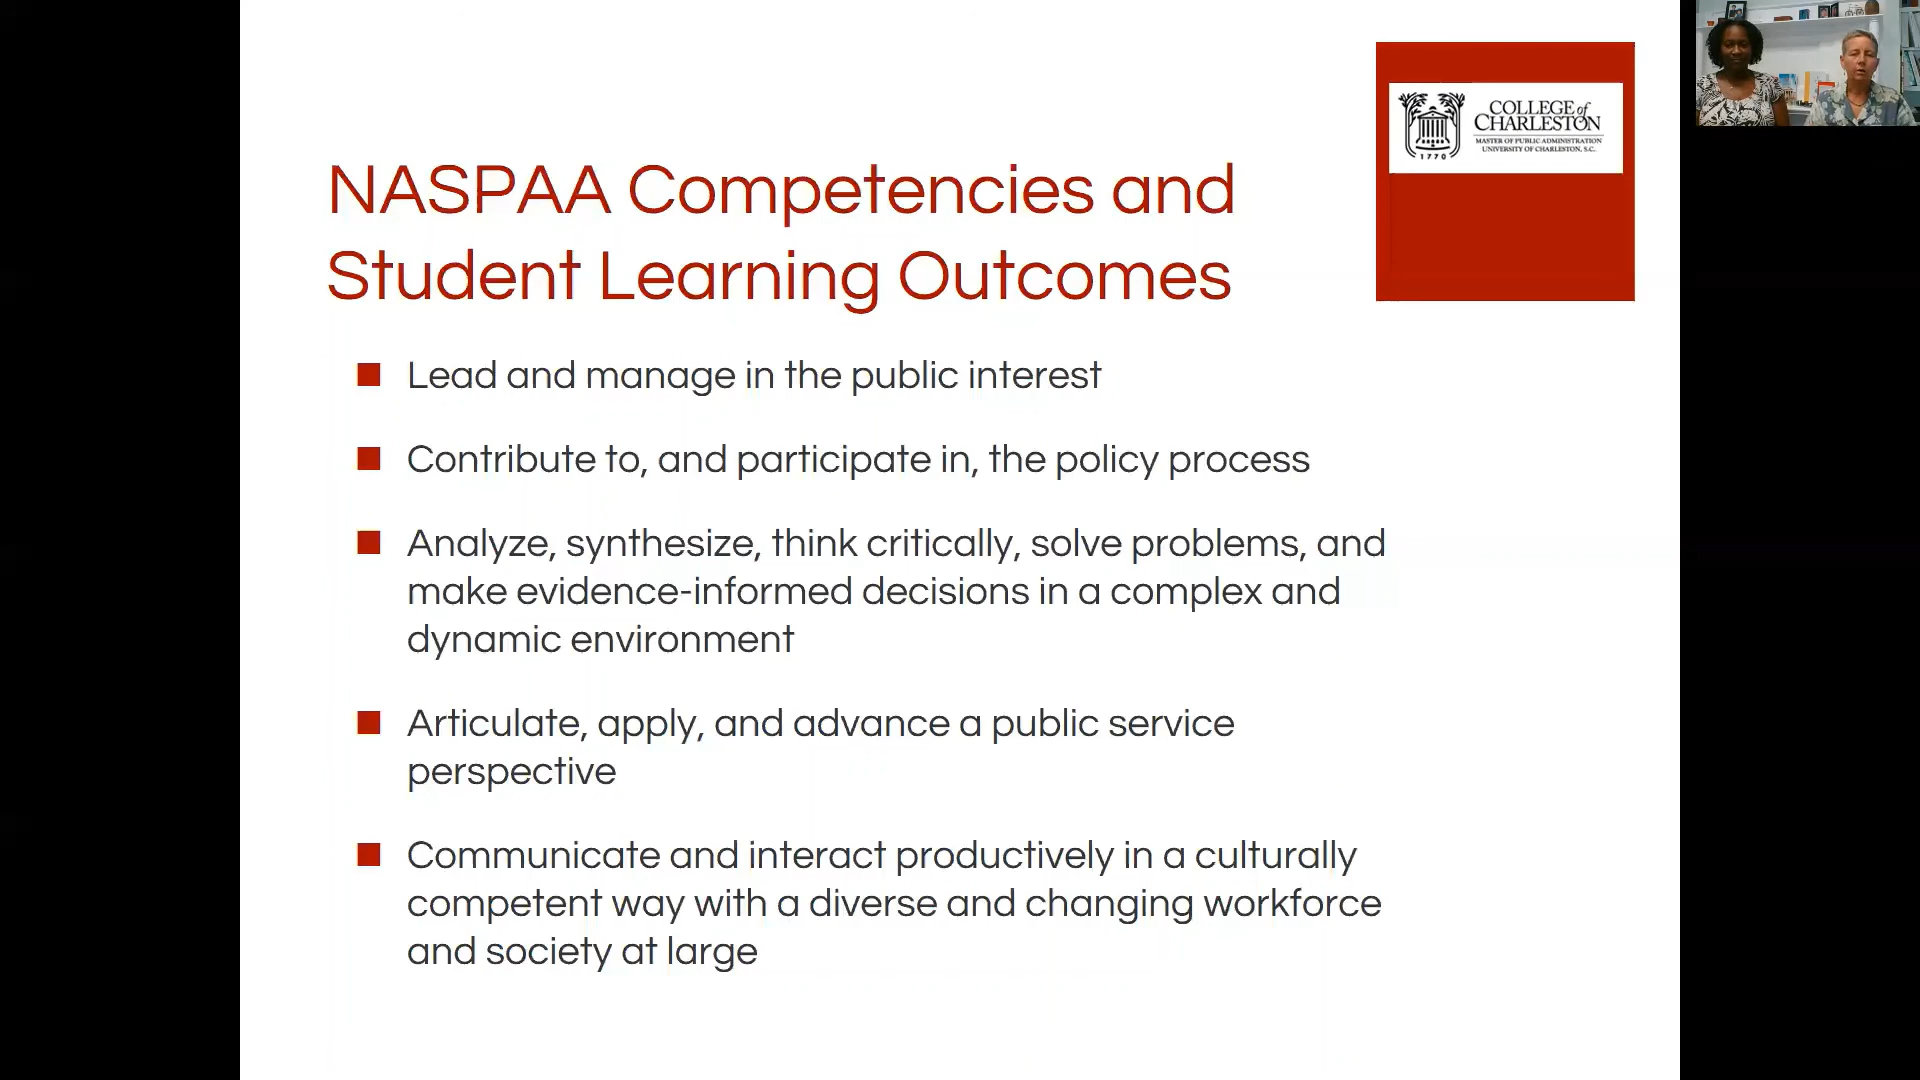 COLLEGE of
CHARLESTON
MASTER OF PUBLIC ADMINISTRATION
UNIVERSITY OF CHARLESTON, S.C.
1770
NASPAA Competencies and
Student Learning Outcomes
Lead and manage in the public interest
Contribute to, and participate in, the policy process
Analyze, synthesize, think critically, solve problems, and
make evidence-informed decisions in a complex and
dynamic environment
Articulate, apply, and advance a public service
perspective
Communicate and interact productively in a culturally
competent way with a diverse and changing workforce
and society at large